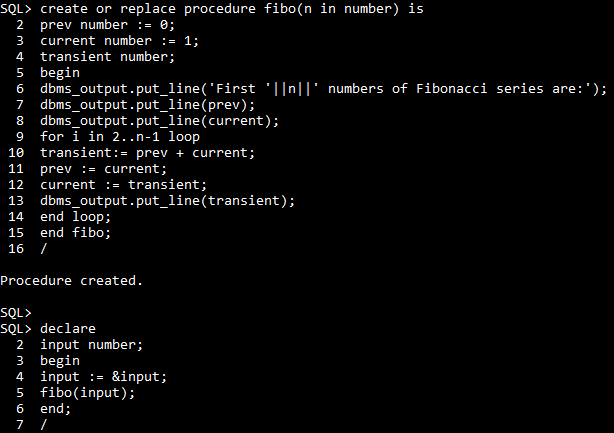 SQL> create or replace procedure fibo(n in number) is
  2  prev number := 0;
  3  current number := 1;
  4  transient number;
  5  begin
  6  dbms_output.put_line('First '||n||' numbers of Fibonacci series are:');
  7  dbms_output.put_line(prev);
  8  dbms_output.put_line(current);
  9  for i in 2..n-1 loop
 10  transient:= prev + current;
 11  prev := current;
 12  current := transient;
 13  dbms_output.put_line(transient);
 14  end loop;
 15  end fibo;
 16  /
Procedure created.
SQL>
SQL> declare
  2  input number;
  3  begin
  4  input := &input;
  5  fibo(input);
  6  end;
  7  /